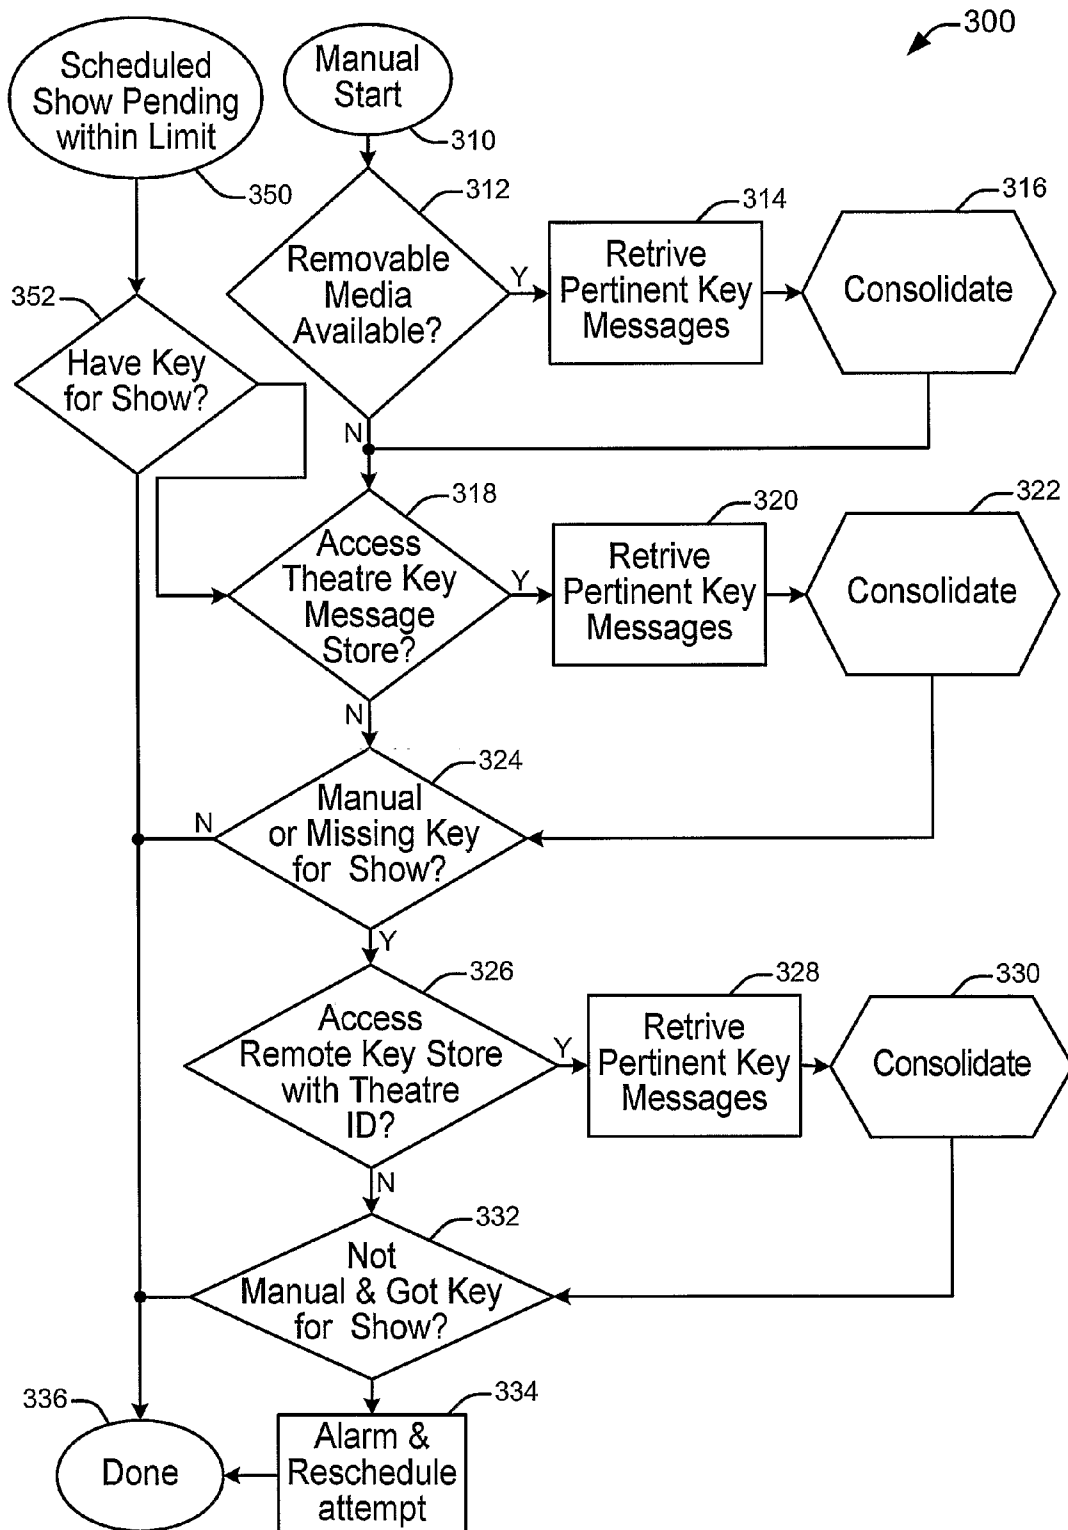 300
Scheduled
Show Pending
within Limit
350
Manual
Start
310
312
Removable
Media
Available?
Y
N
314
Retrive
Pertinent Key
Messages
316
Consolidate
352
Have Key
for Show?
318
Access
Theatre Key
Message
Store?
Y
N
320
Retrive
Pertinent Key
Messages
322
Consolidate
324
Manual
or Missing Key
for Show?
N
Y
326
Access
Remote Key Store
with Theatre
ID?
Y
N
328
Retrive
Pertinent Key
Messages
330
Consolidate
332
Not
Manual & Got Key
for Show?
334
Alarm &
Reschedule
attempt
336
Done